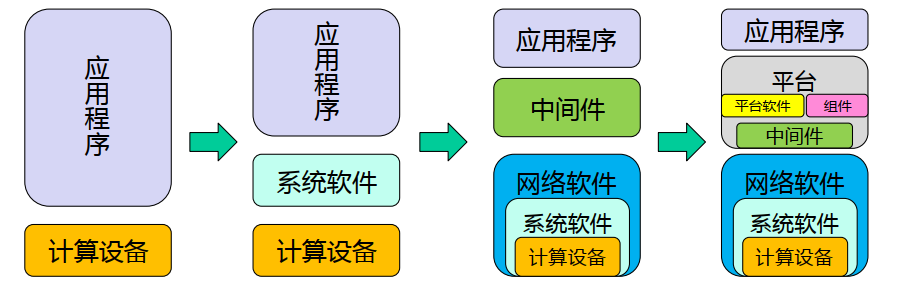 应用程序
计算设备
应用程序
系统软件
计算设备
应用程序
中间件
网络软件
系统软件
计算设备
应用程序
平台
平台软件
组件
中间件
网络软件
系统软件
计算设备